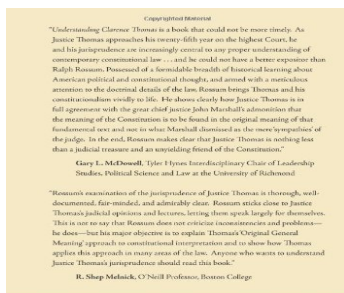 Copyrighted Material
"Understanding Clarence Thomas is a book that could not be more timely. As
Justice Thomas approaches his twenty-fifth year on the highest Court, he
and his jurisprudence are increasingly central to any proper understanding of
contemporary constitutional law . . . and he could not have a better expositor than
Ralph Rossum. Possessed of a formidable breadth of historical learning about
American political and constitutional thought, and armed with a meticulous
attention to the doctrinal details of the law, Rossum brings Thomas and his
constitutionalism vividly to life. He shows clearly how Justice Thomas is in
full agreement with the great chief justice John Marshall's admonition that
the meaning of the Constitution is to be found in the original meaning of that
fundamental text and not in what Marshall dismissed as the mere 'sympathies' of
the judge. In the end, Rossum makes clear that Justice Thomas is nothing less
than a judicial treasure and an unyielding friend of the Constitution."
Gary L. McDowell, Tyler Hynes Interdisciplinary Chair of Leadership
Studies, Political Science and Law at the University of Richmond
"Rossum's examination of the jurisprudence of Justice Thomas is thorough, well-
documented, fair-minded, and admirably clear. Rossum sticks close to Justice
Thomas's judicial opinions and lectures, letting them speak largely for themselves.
This is not to say that Rossum does not criticize inconsistencies and problems—
he does—but his major objective is to explain Thomas's 'Original General
Meaning' approach to constitutional interpretation and to show how Thomas
applies this approach in many areas of the law. Anyone who wants to understand
Justice Thomas's jurisprudence should read this book."
R. Shep Melnick, O'Neill Professor, Boston College